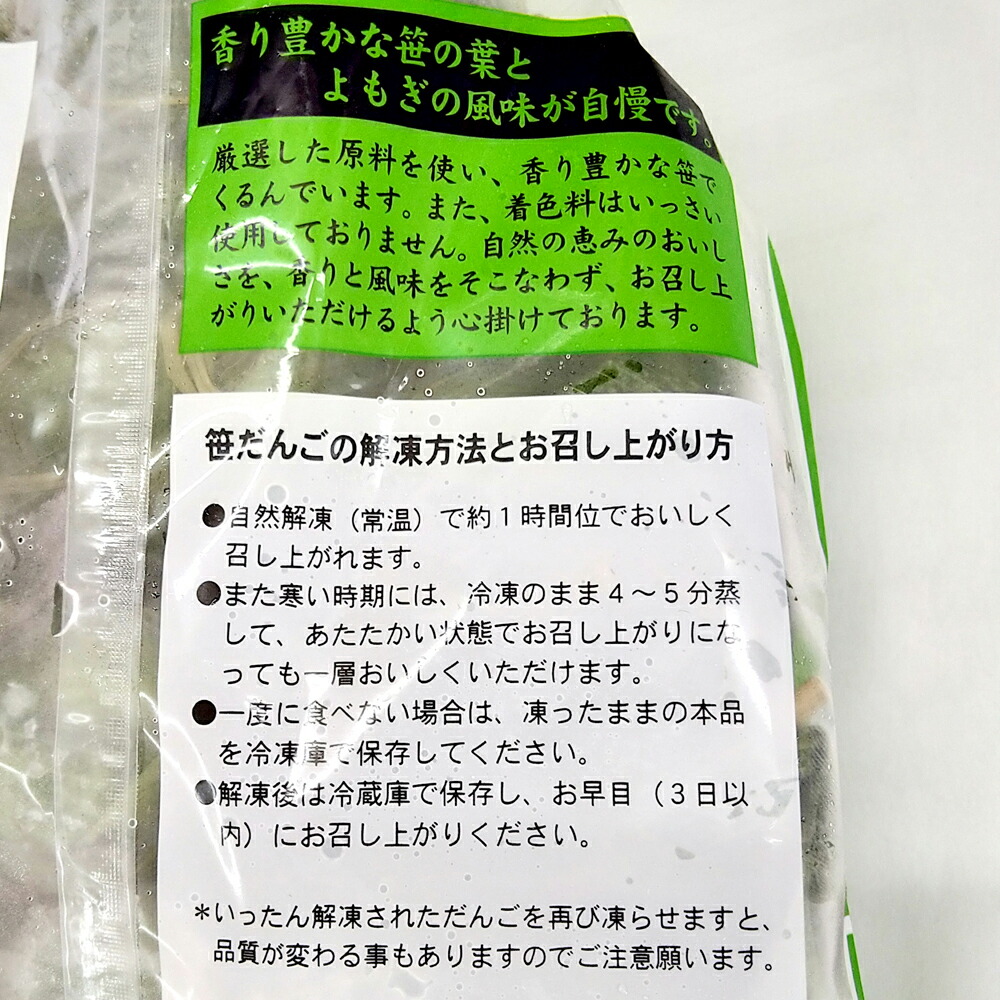 香り豊かな笹の葉と
よもぎの風味が自慢です。
厳選した原料を使い、香り豊かな笹で
くるんでいます。また、着色料はいっさい
使用しておりません。自然の恵みのおいし
さを、香りと風味をそこなわず、お召し上
がりいただけるよう心掛けております。
笹だんごの解凍方法とお召し上がり方
●自然解凍（常温）で約１時間位でおいしく
召し上がれます。
●また寒い時期には、冷凍のまま４～５分蒸
して、あたたかい状態でお召し上がりにな
っても一層おいしくいただけます。
●一度に食べない場合は、凍ったままの本品
を冷凍庫で保存してください。
●解凍後は冷蔵庫で保存し、お早目（３日以
内）にお召し上がりください。
＊いったん解凍されただんごを再び凍らせますと、
品質が変わる事もありますのでご注意願います。